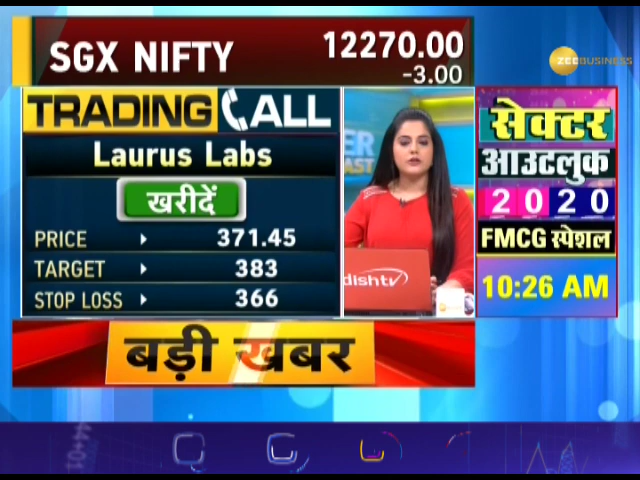 SGX NIFTY
12270.00
-3.00
ZEE BUSINESS
TRADING CALL
Laurus Labs
खरीदें
PRICE 371.45
TARGET 383
STOP LOSS 366
dishtv
सेक्टर
आउटलुक
2020
FMCG स्पेशल
10:26 AM
बड़ी खबर